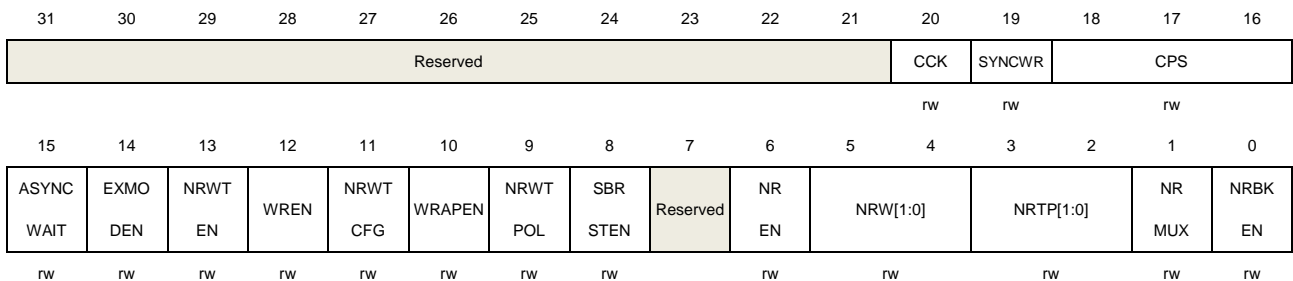 31 30 29 28 27 26 25 24 23 22 21 20 19 18 17 16
Reserved CCK SYNCWR CPS
rw rw rw
15 14 13 12 11 10 9 8 7 6 5 4 3 2 1 0
ASYNC EXMO NRWT NRWT NRWT SBR NR NR NRBK
WREN WRAPEN Reserved NRW[1:0] NRTP[1:0]
WAIT DEN EN CFG POL STEN EN MUX EN
rw rw rw rw rw rw rw rw rw rw rw rw rw